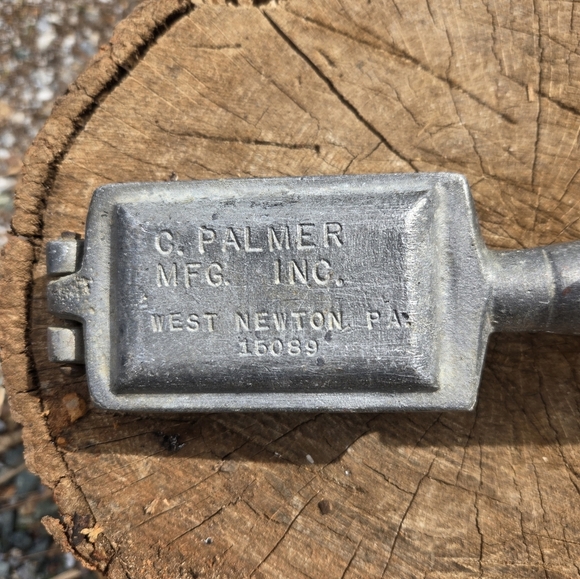 C. PALMER
MFG. INC.
WEST NEWTON, PA.
15089